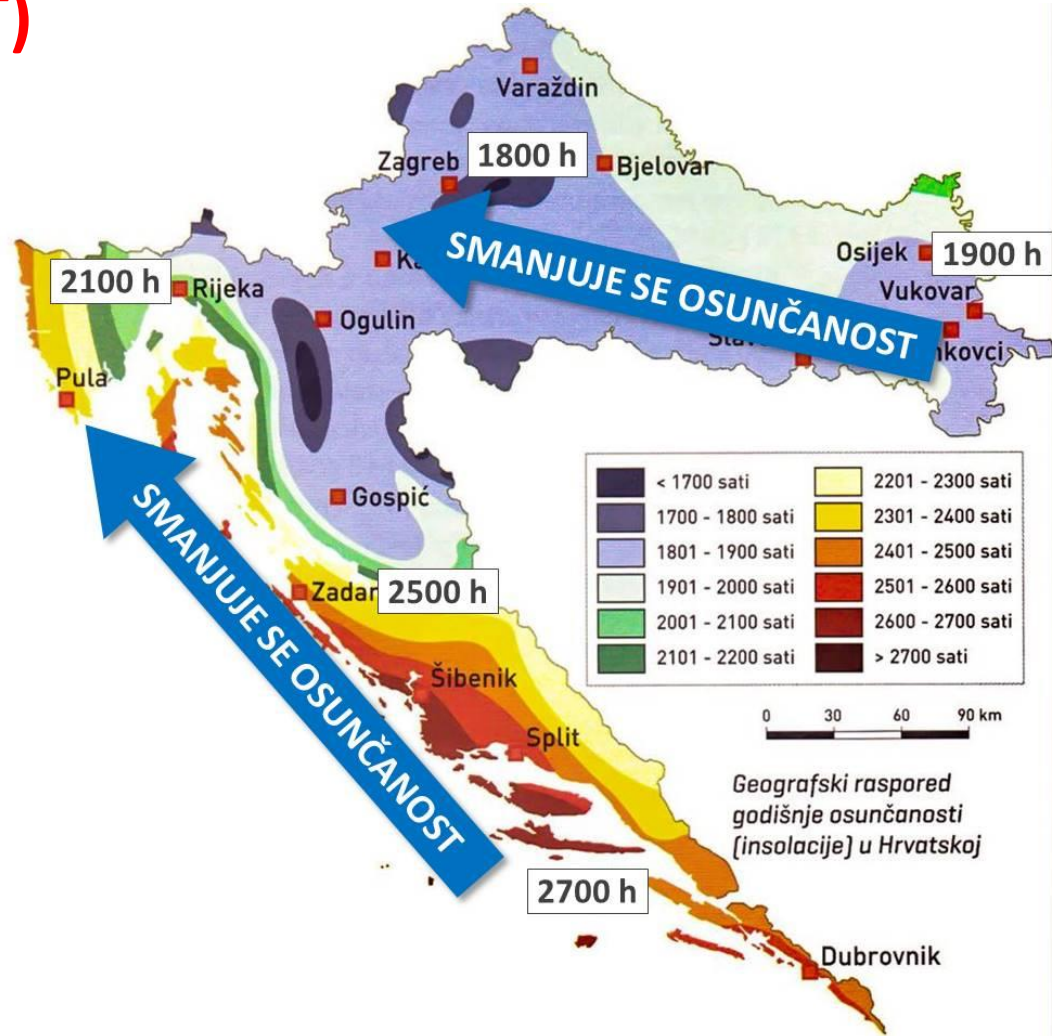 )
Varaždin
Zagreb
1800 h
Bjelovar
SMANJUJE SE OSUNČANOST
Osijek
1900 h
Vukovar
2100 h
Rijeka
Ogulin
Pula
Gospić
SMANJUJE SE OSUNČANOST
Zadar
2500 h
Šibenik
Split
2700 h
Dubrovnik
< 1700 sati
1700 - 1800 sati
1801 - 1900 sati
1901 - 2000 sati
2001 - 2100 sati
2101 - 2200 sati
2201 - 2300 sati
2301 - 2400 sati
2401 - 2500 sati
2501 - 2600 sati
2600 - 2700 sati
> 2700 sati
0 30 60 90 km
Geografski raspored
godišnje osunčanosti
(insolacije) u Hrvatskoj